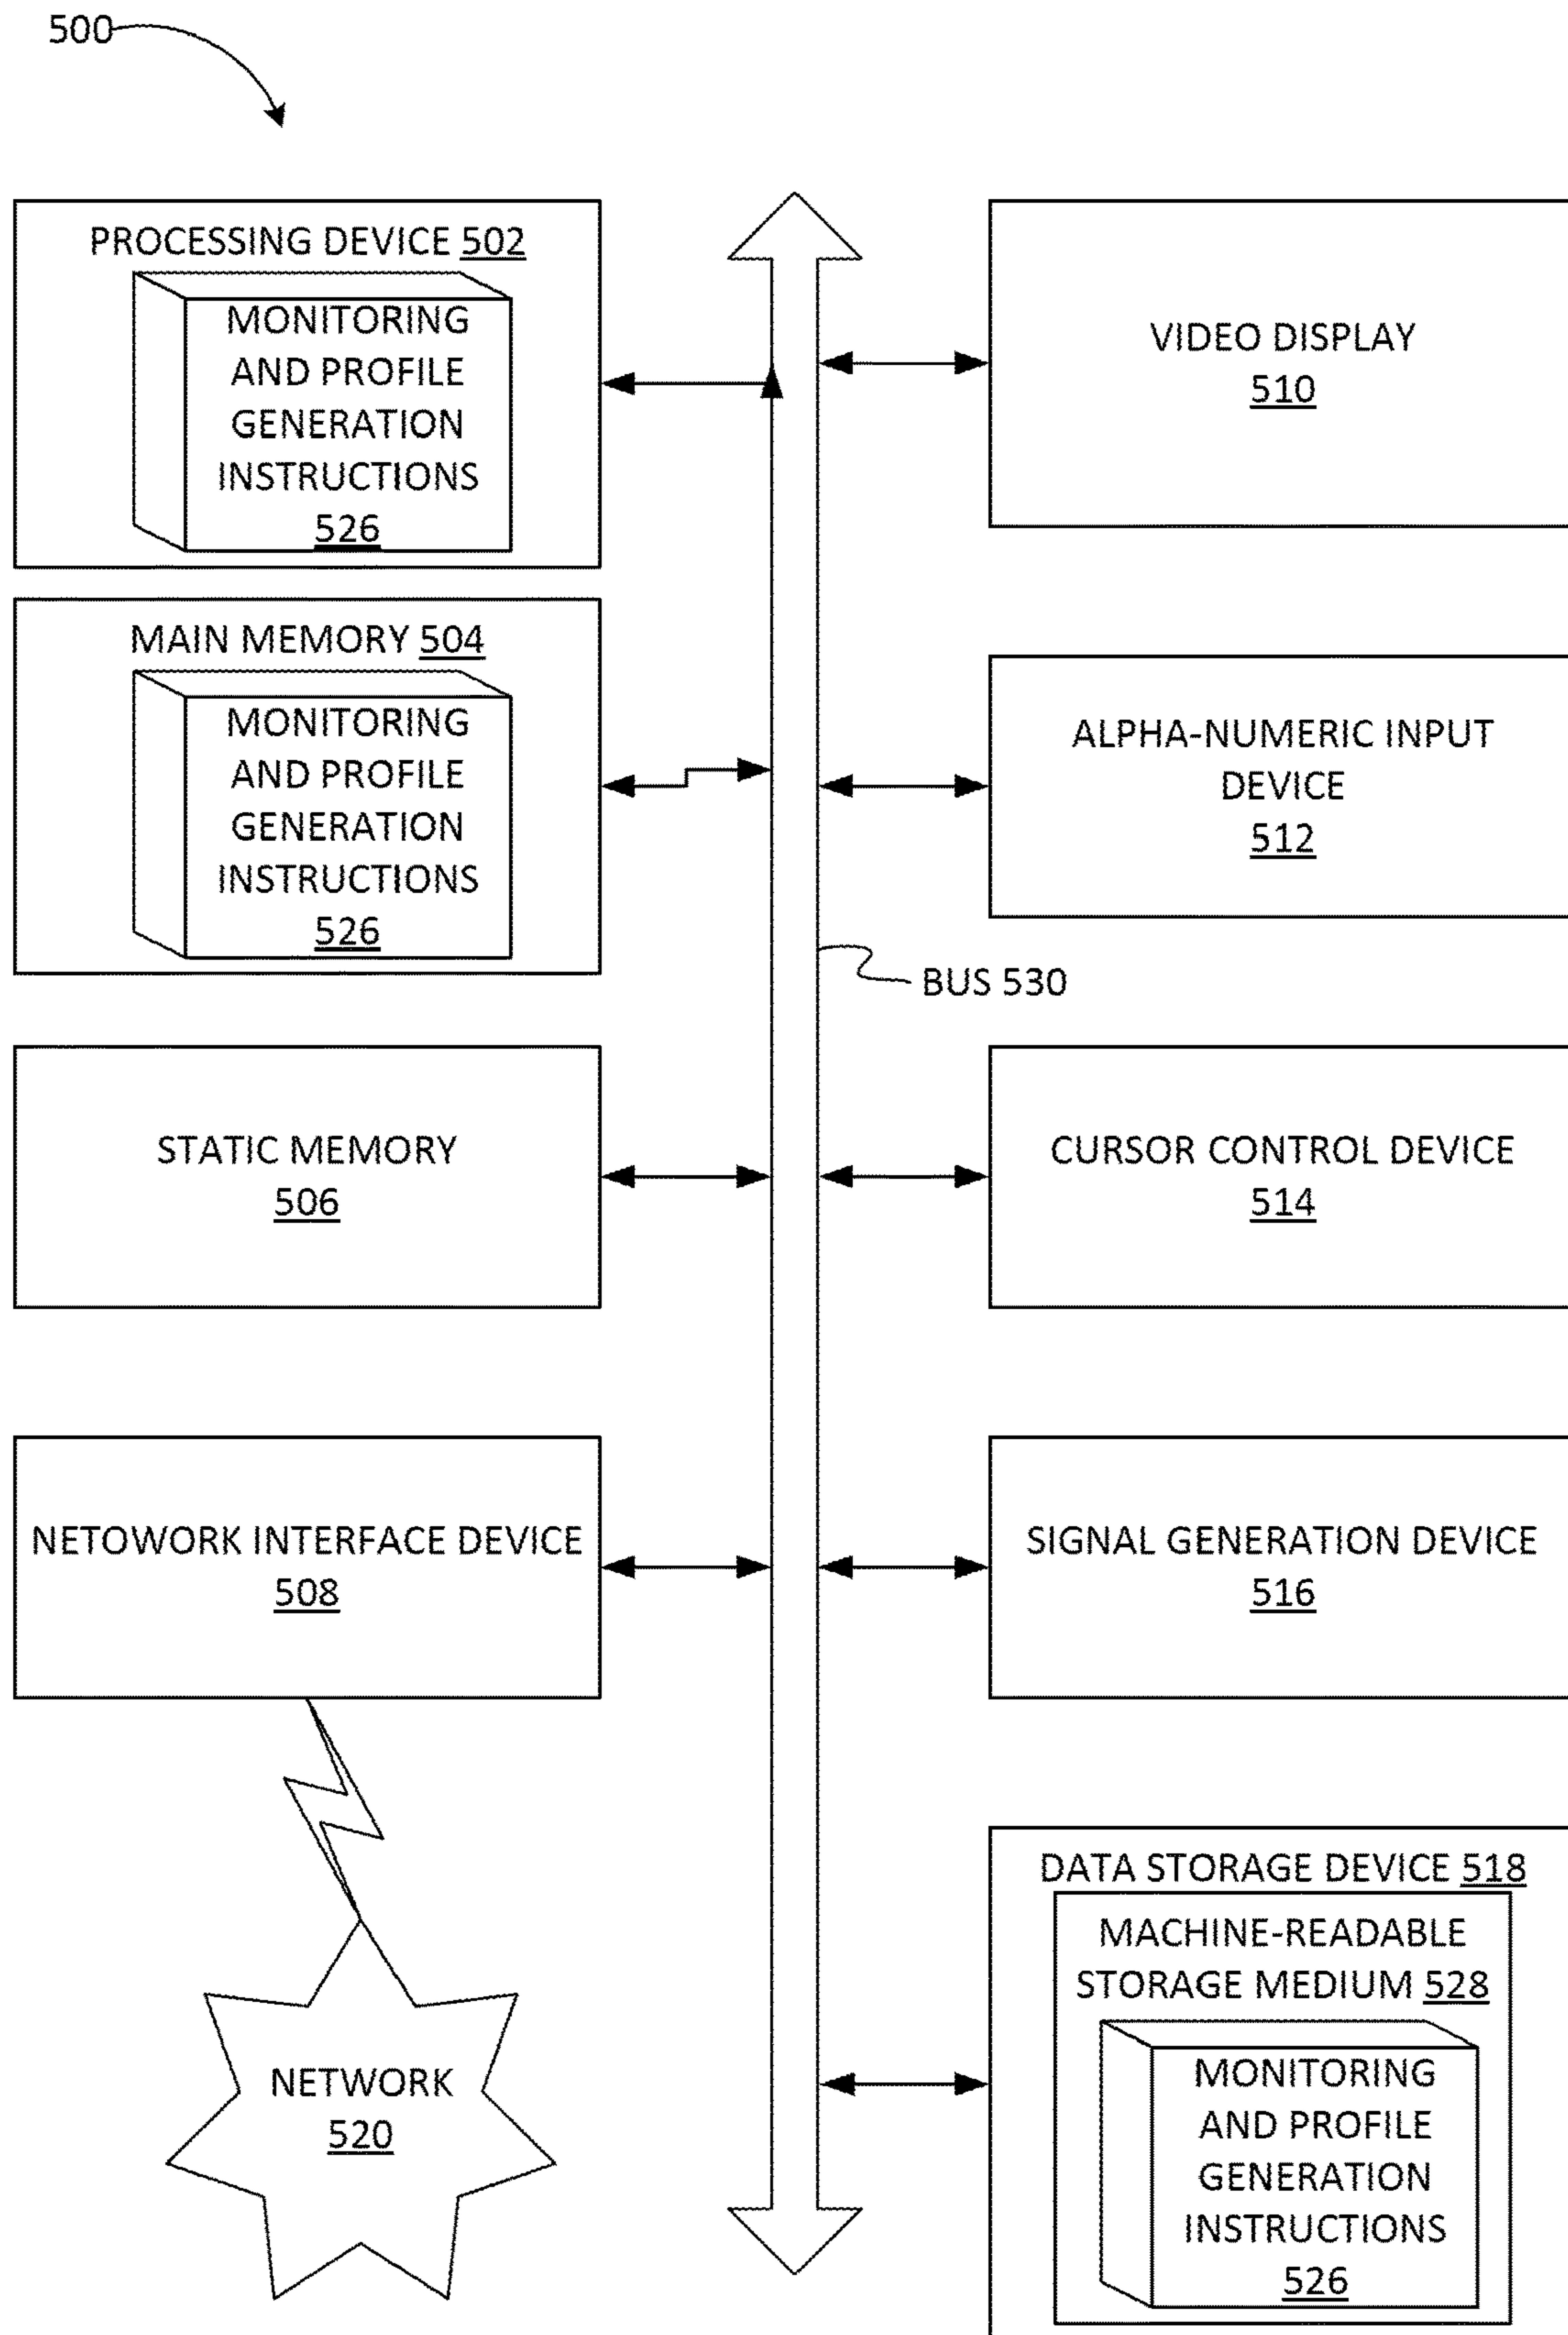 500
PROCESSING DEVICE 502
MONITORING
AND PROFILE
GENERATION
INSTRUCTIONS
526
VIDEO DISPLAY
510
MAIN MEMORY 504
MONITORING
AND PROFILE
GENERATION
INSTRUCTIONS
526
ALPHA-NUMERIC INPUT
DEVICE
512
BUS 530
STATIC MEMORY
506
CURSOR CONTROL DEVICE
514
NETOWORK INTERFACE DEVICE
508
SIGNAL GENERATION DEVICE
516
DATA STORAGE DEVICE 518
MACHINE-READABLE
STORAGE MEDIUM 528
MONITORING
AND PROFILE
GENERATION
INSTRUCTIONS
526
NETWORK
520